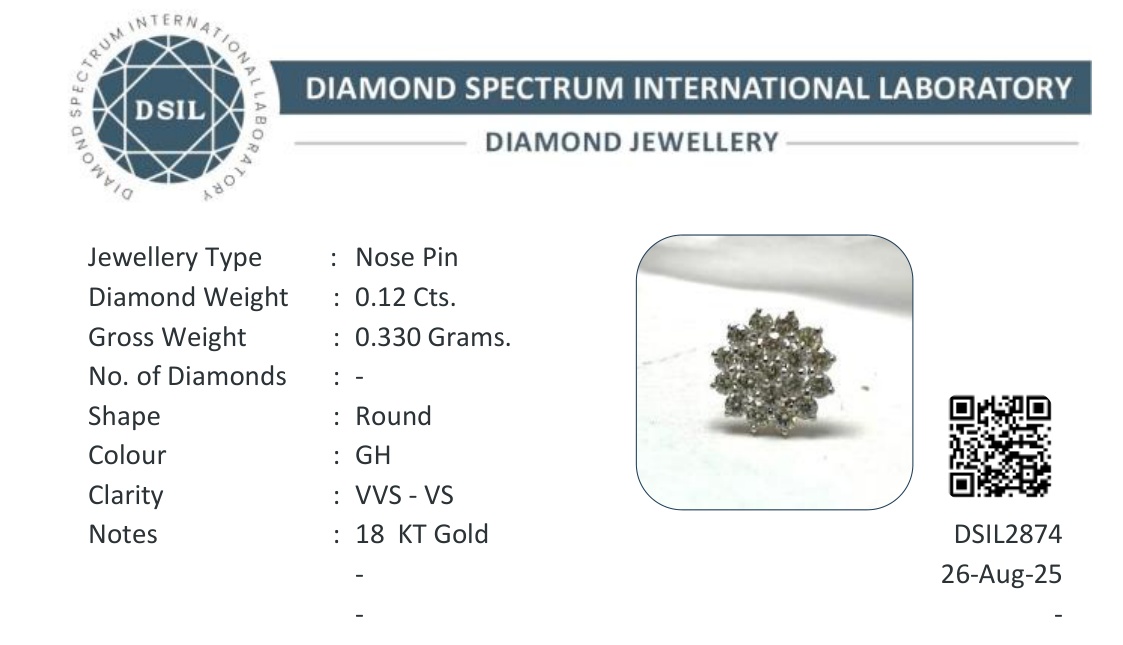 DIAMOND SPECTRUM INTERNATIONAL LABORATORY
DSIL
DIAMOND SPECTRUM INTERNATIONAL LABORATORY
DIAMOND JEWELLERY
Jewellery Type : Nose Pin
Diamond Weight : 0.12 Cts.
Gross Weight : 0.330 Grams.
No. of Diamonds : -
Shape : Round
Colour : GH
Clarity : VVS - VS
Notes : 18 KT Gold
-
-
DSIL2874
26-Aug-25
-